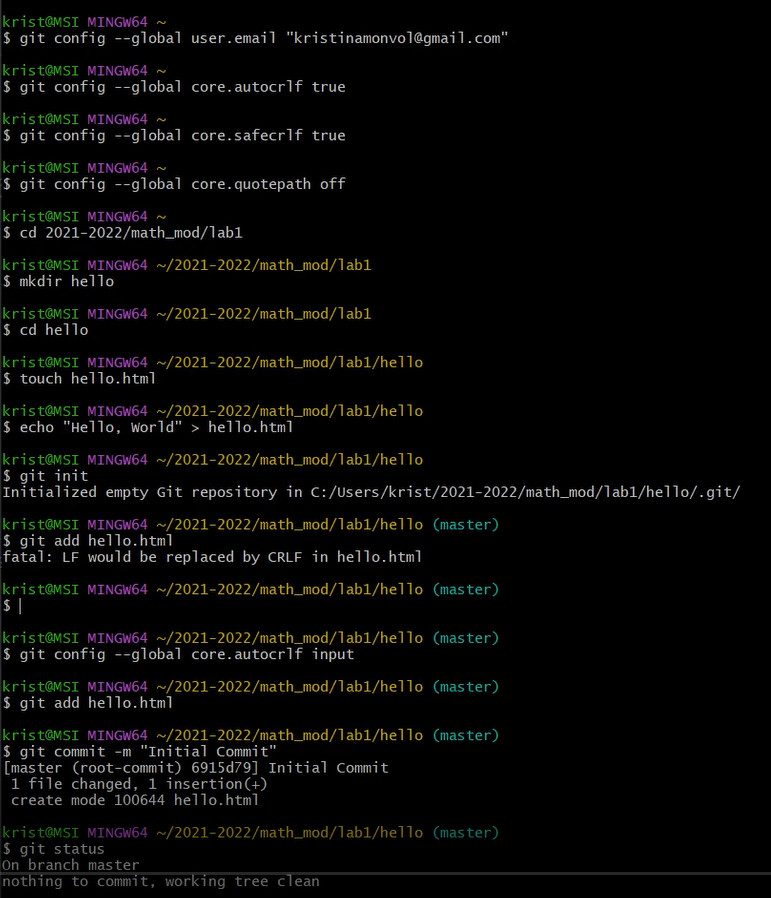 krist@MSI MINGW64 ~
$ git config --global user.email "kristinamonvol@gmail.com"
krist@MSI MINGW64 ~
$ git config --global core.autocrlf true
krist@MSI MINGW64 ~
$ git config --global core.safecrlf true
krist@MSI MINGW64 ~
$ git config --global core.quotepath off
krist@MSI MINGW64 ~
$ cd 2021-2022/math_mod/lab1
krist@MSI MINGW64 ~/2021-2022/math_mod/lab1
$ mkdir hello
krist@MSI MINGW64 ~/2021-2022/math_mod/lab1
$ cd hello
krist@MSI MINGW64 ~/2021-2022/math_mod/lab1/hello
$ touch hello.html
krist@MSI MINGW64 ~/2021-2022/math_mod/lab1/hello
$ echo "Hello, World" > hello.html
krist@MSI MINGW64 ~/2021-2022/math_mod/lab1/hello
$ git init
Initialized empty Git repository in C:/Users/krist/2021-2022/math_mod/lab1/hello/.git/
krist@MSI MINGW64 ~/2021-2022/math_mod/lab1/hello (master)
$ git add hello.html
fatal: LF would be replaced by CRLF in hello.html
krist@MSI MINGW64 ~/2021-2022/math_mod/lab1/hello (master)
$
krist@MSI MINGW64 ~/2021-2022/math_mod/lab1/hello (master)
$ git config --global core.autocrlf input
krist@MSI MINGW64 ~/2021-2022/math_mod/lab1/hello (master)
$ git add hello.html
krist@MSI MINGW64 ~/2021-2022/math_mod/lab1/hello (master)
$ git commit -m "Initial Commit"
[master (root-commit) 6915d79] Initial Commit
 1 file changed, 1 insertion(+)
 create mode 100644 hello.html
krist@MSI MINGW64 ~/2021-2022/math_mod/lab1/hello (master)
$ git status
On branch master
nothing to commit, working tree clean